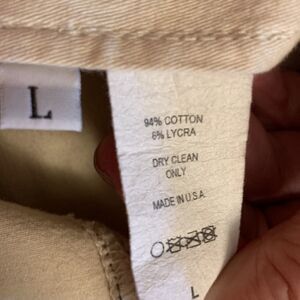 L
94% COTTON
6% LYCRA
DRY CLEAN
ONLY
MADE IN U.S.A.
L